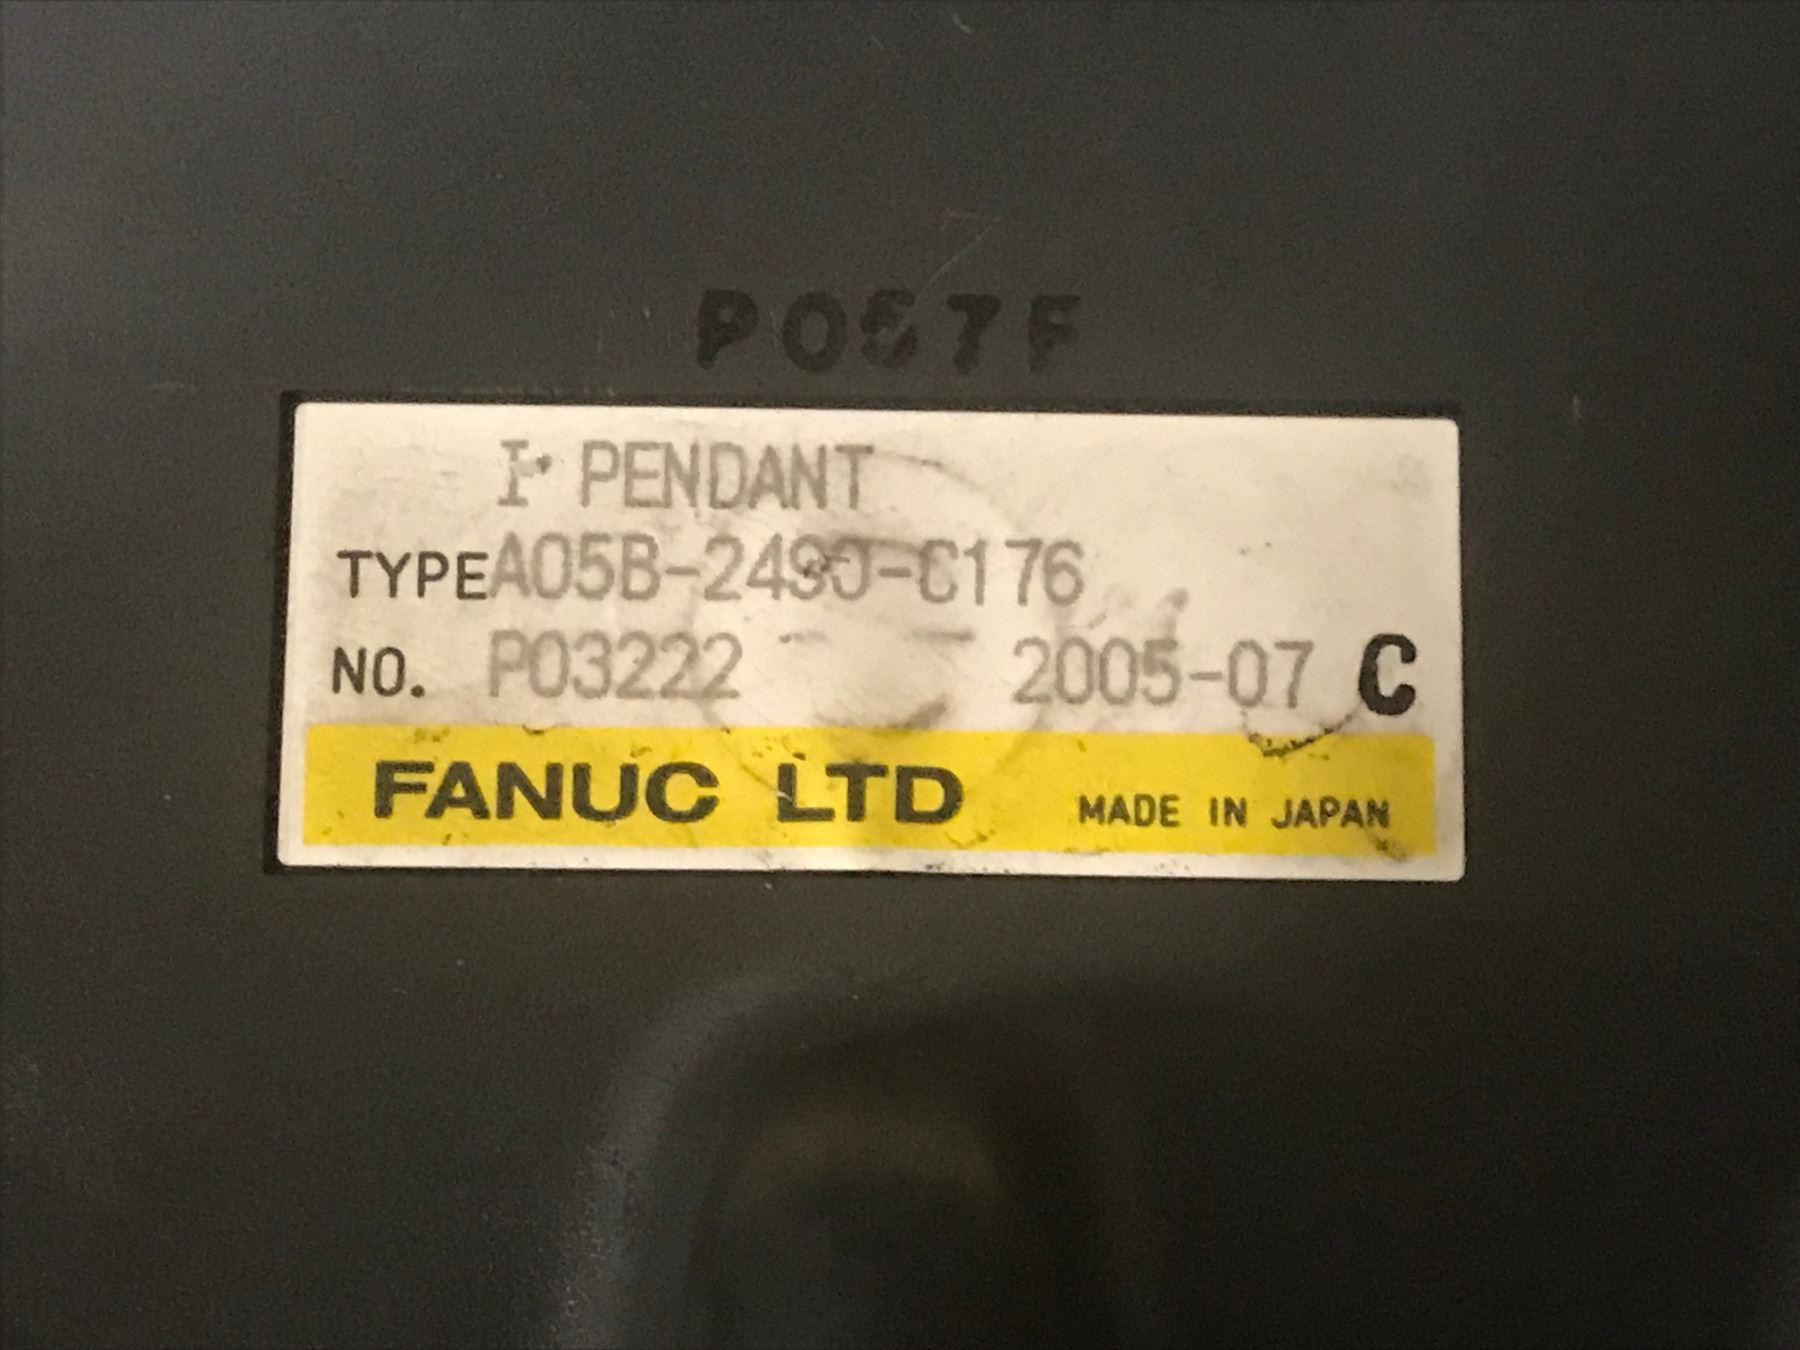 P057F
I PENDANT
TYPE A05B-2490-C176
NO. P03222 2005-07 C
FANUC LTD MADE IN JAPAN